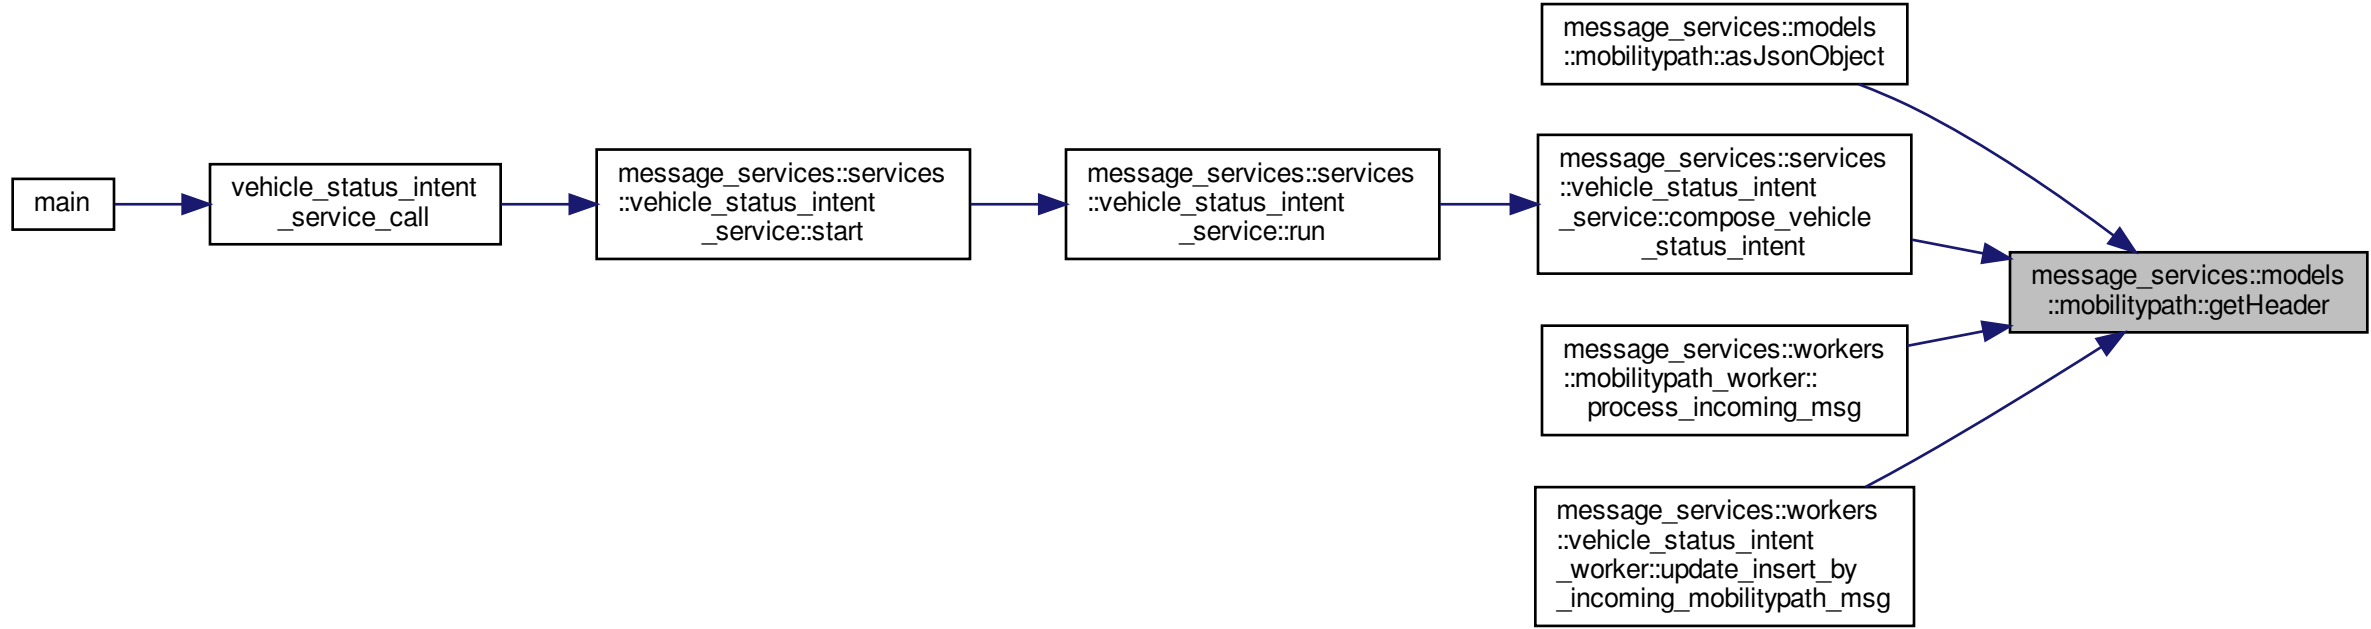 main
vehicle_status_intent
_service_call
message_services::services
::vehicle_status_intent
_service::start
message_services::services
::vehicle_status_intent
_service::run
message_services::models
::mobilitypath::asJsonObject
message_services::services
::vehicle_status_intent
_service::compose_vehicle
_status_intent
message_services::workers
::mobilitypath_worker::
process_incoming_msg
message_services::workers
::vehicle_status_intent
_worker::update_insert_by
_incoming_mobilitypath_msg
message_services::models
::mobilitypath::getHeader